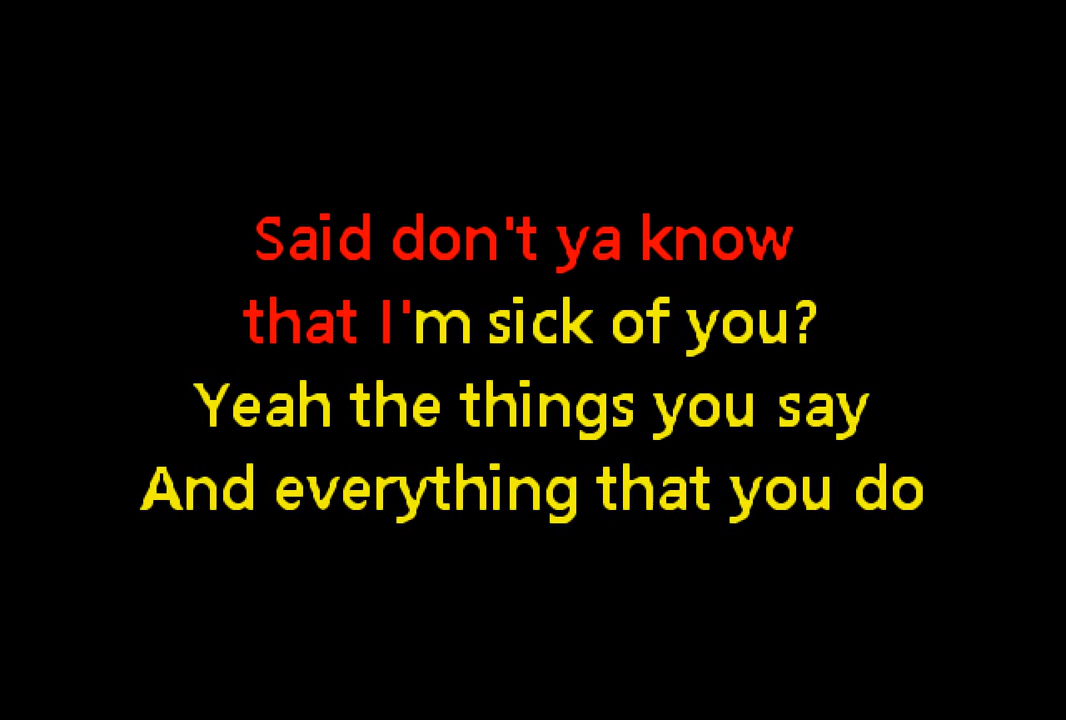 Said don't ya know
that I'm sick of you?
Yeah the things you say
And everything that you do